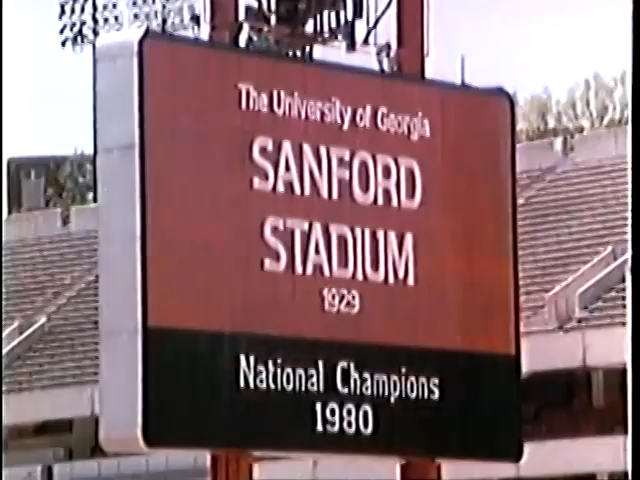 The University of Georgia
SANFORD
STADIUM
1929
National Champions
1980